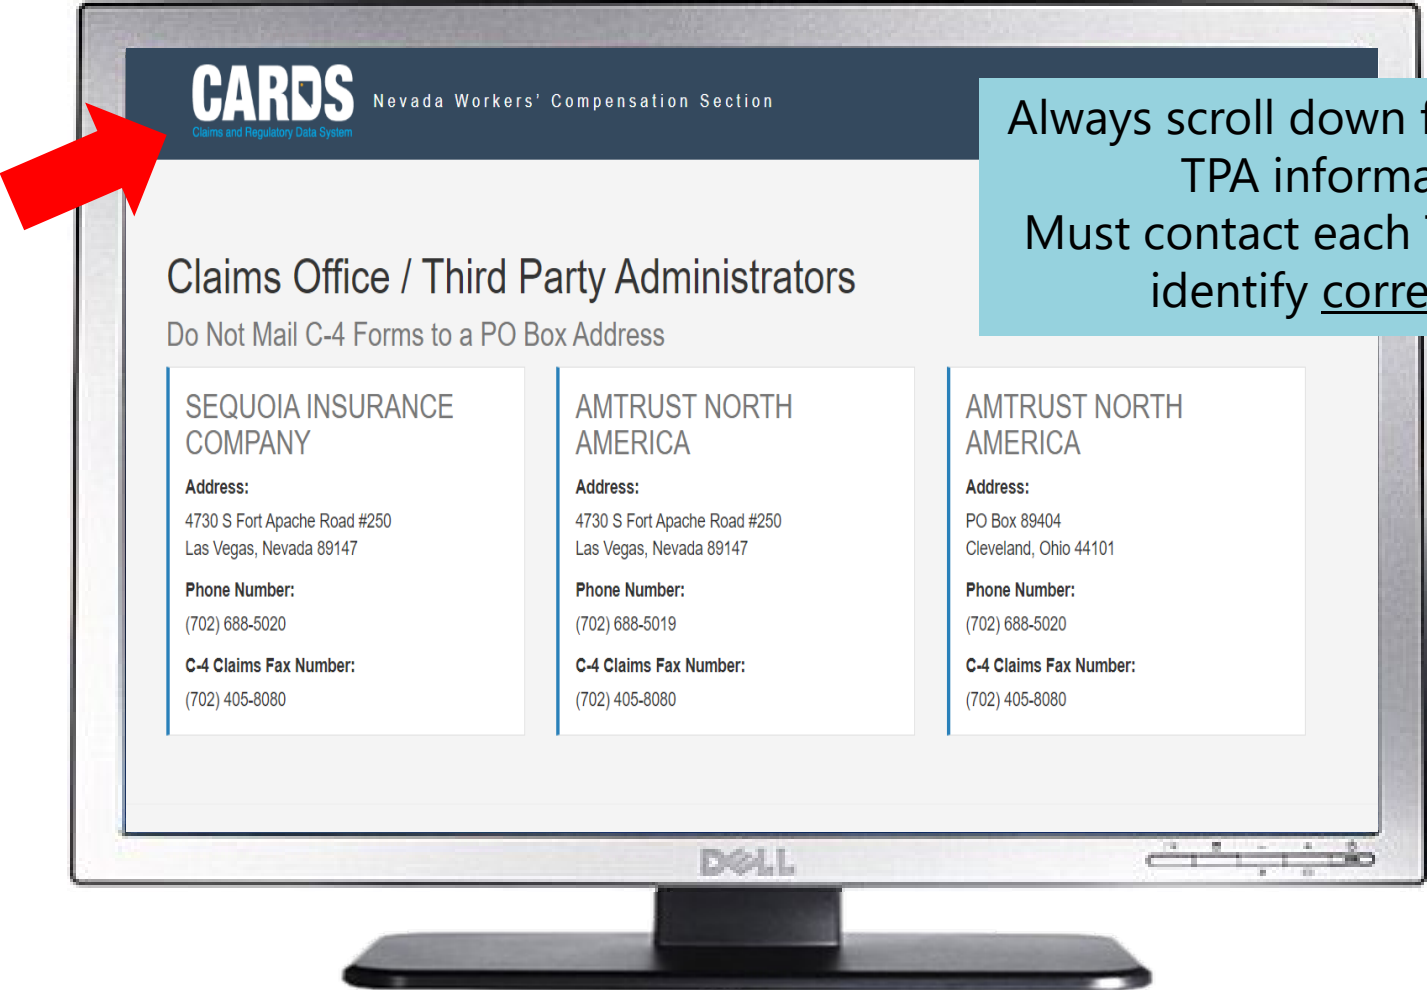 CARDS
Claims and Regulatory Data System
Nevada Workers' Compensation Section
Always scroll down
TPA
Must contact each
identify
Claims Office / Third Party Administrators
Do Not Mail C-4 Forms to a PO Box Address
SEQUOIA INSURANCE
COMPANY
Address:
4730 S Fort Apache Road #250
Las Vegas, Nevada 89147
Phone Number:
(702) 688-5020
C-4 Claims Fax Number:
(702) 405-8080
AMTRUST NORTH
AMERICA
Address:
4730 S Fort Apache Road #250
Las Vegas, Nevada 89147
Phone Number:
(702) 688-5019
C-4 Claims Fax Number:
(702) 405-8080
AMTRUST NORTH
AMERICA
Address:
PO Box 89404
Cleveland, Ohio 44101
Phone Number:
(702) 688-5020
C-4 Claims Fax Number:
(702) 405-8080
DELL